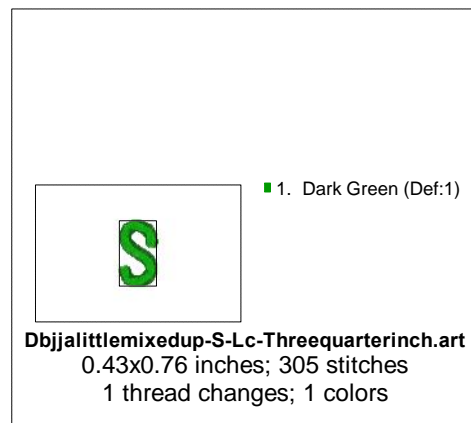 1. Dark Green (Def:1)
S
Dbjjalittlemixedup-S-Lc-Threequarterinch.art
0.43x0.76 inches; 305 stitches
1 thread changes; 1 colors